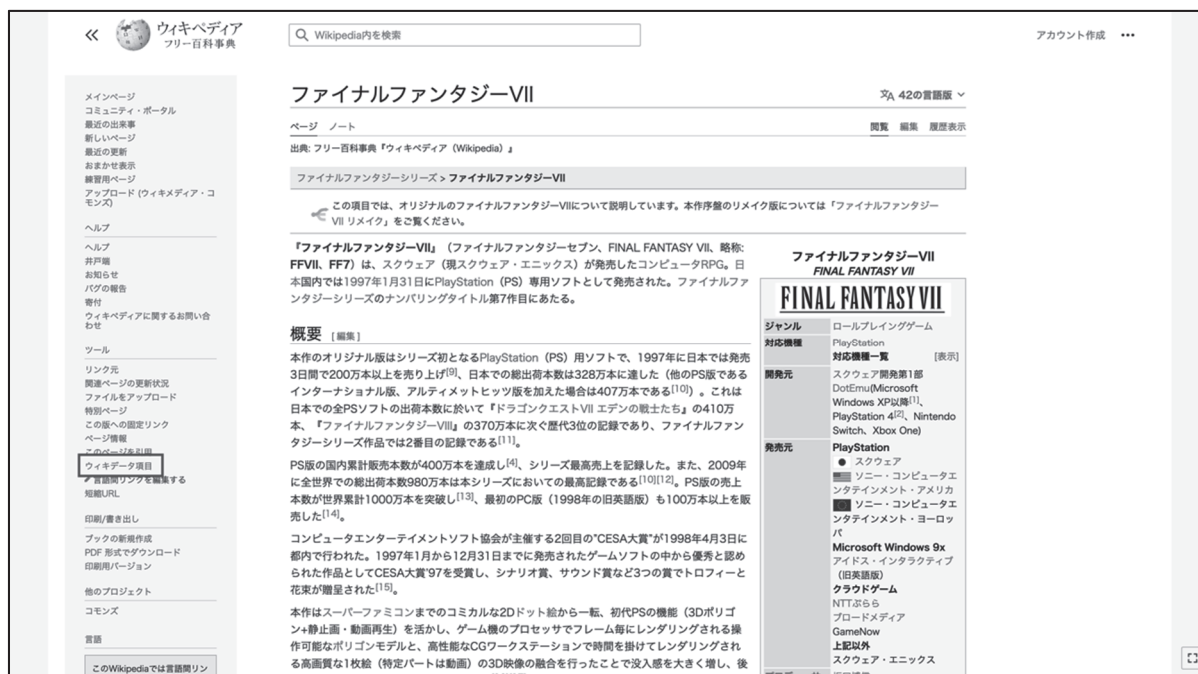 ウィキペディア
フリー百科事典
Wikipedia内を検索
アカウント作成
メインページ
コミュニティ・ポータル
最近の出来事
新しいページ
最近の更新
おまかせ表示
練習用ページ
アップロード (ウィキメディア・コ
モンズ)
ヘルプ
ヘルプ
井戸端
お知らせ
バグの報告
寄付
ウィキペディアに関するお問い合
わせ
ツール
リンク元
関連ページの更新状況
ファイルをアップロード
特別ページ
この版への固定リンク
ページ情報
このページを引用
ウィキデータ項目
言語間リンクを編集する
短縮URL
印刷/書き出し
ブックの新規作成
PDF 形式でダウンロード
印刷用バージョン
他のプロジェクト
コモンズ
言語
このWikipediaでは言語間リン
ファイナルファンタジーVII
42の言語版
ページ ノート
閲覧 編集 履歴表示
出典: フリー百科事典『ウィキペディア（Wikipedia）』
ファイナルファンタジーシリーズ > ファイナルファンタジーVII
この項目では、オリジナルのファイナルファンタジーVIIについて説明しています。本作序盤のリメイク版については「ファイナルファンタジー
VII リメイク」をご覧ください。
『ファイナルファンタジーVII』（ファイナルファンタジーセブン、FINAL FANTASY VII、略称:
FFVII、FF7）は、スクウェア（現スクウェア・エニックス）が発売したコンピュータRPG。日
本国内では1997年1月31日にPlayStation（PS）専用ソフトとして発売された。ファイナルファ
ンタジーシリーズのナンバリングタイトル第7作目にあたる。
概要 [編集]
本作のオリジナル版はシリーズ初となるPlayStation（PS）用ソフトで、1997年に日本では発売
3日間で200万本以上を売り上げ[9]、日本での総出荷本数は328万本に達した（他のPS版である
インターナショナル版、アルティメットヒッツ版を加えた場合は407万本である[10]）。これは
日本での全PSソフトの出荷本数に於いて『ドラゴンクエストVII エデンの戦士たち』の410万
本、『ファイナルファンタジーVIII』の370万本に次ぐ歴代3位の記録であり、ファイナルファン
タジーシリーズ作品では2番目の記録である[11]。
PS版の国内累計販売本数が400万本を達成し[4]、シリーズ最高売上を記録した。また、2009年
に全世界での総出荷本数980万本は本シリーズにおいての最高記録である[10][12]。PS版の売上
本数が世界累計1000万本を突破し[13]、最初のPC版（1998年の旧英語版）も100万本以上を販
売した[14]。
コンピュータエンターテイメントソフト協会が主催する2回目の"CESA大賞"が1998年4月3日に
都内で行われた。1997年1月から12月31日までに発売されたゲームソフトの中から優秀と認め
られた作品としてCESA大賞'97を受賞し、シナリオ賞、サウンド賞など3つの賞でトロフィーと
花束が贈呈された[15]。
本作はスーパーファミコンまでのコミカルな2Dドット絵から一転、初代PSの機能（3Dポリゴ
ン+静止画・動画再生）を活かし、ゲーム機のプロセッサでフレーム毎にレンダリングされる操
作可能なポリゴンモデルと、高性能なCGワークステーションで時間を掛けてレンダリングされ
る高画質な1枚絵（特定パートは動画）の3D映像の融合を行ったことで没入感を大きく増し、後
ファイナルファンタジーVII
FINAL FANTASY VII
FINAL FANTASY VII
ジャンル ロールプレイングゲーム
対応機種 PlayStation
対応機種一覧 [表示]
開発元 スクウェア開発第1部
DotEmu(Microsoft
Windows XP以降[1]、
PlayStation 4[2]、Nintendo
Switch、Xbox One)
発売元 PlayStation
スクウェア
ソニー・コンピュータエ
ンタテインメント・アメリカ
ソニー・コンピュータエ
ンタテインメント・ヨーロッ
パ
Microsoft Windows 9x
アイドス・インタラクティブ
（旧英語版）
クラウドゲーム
NTTぷらら
ブロードメディア
GameNow
上記以外
スクウェア・エニックス